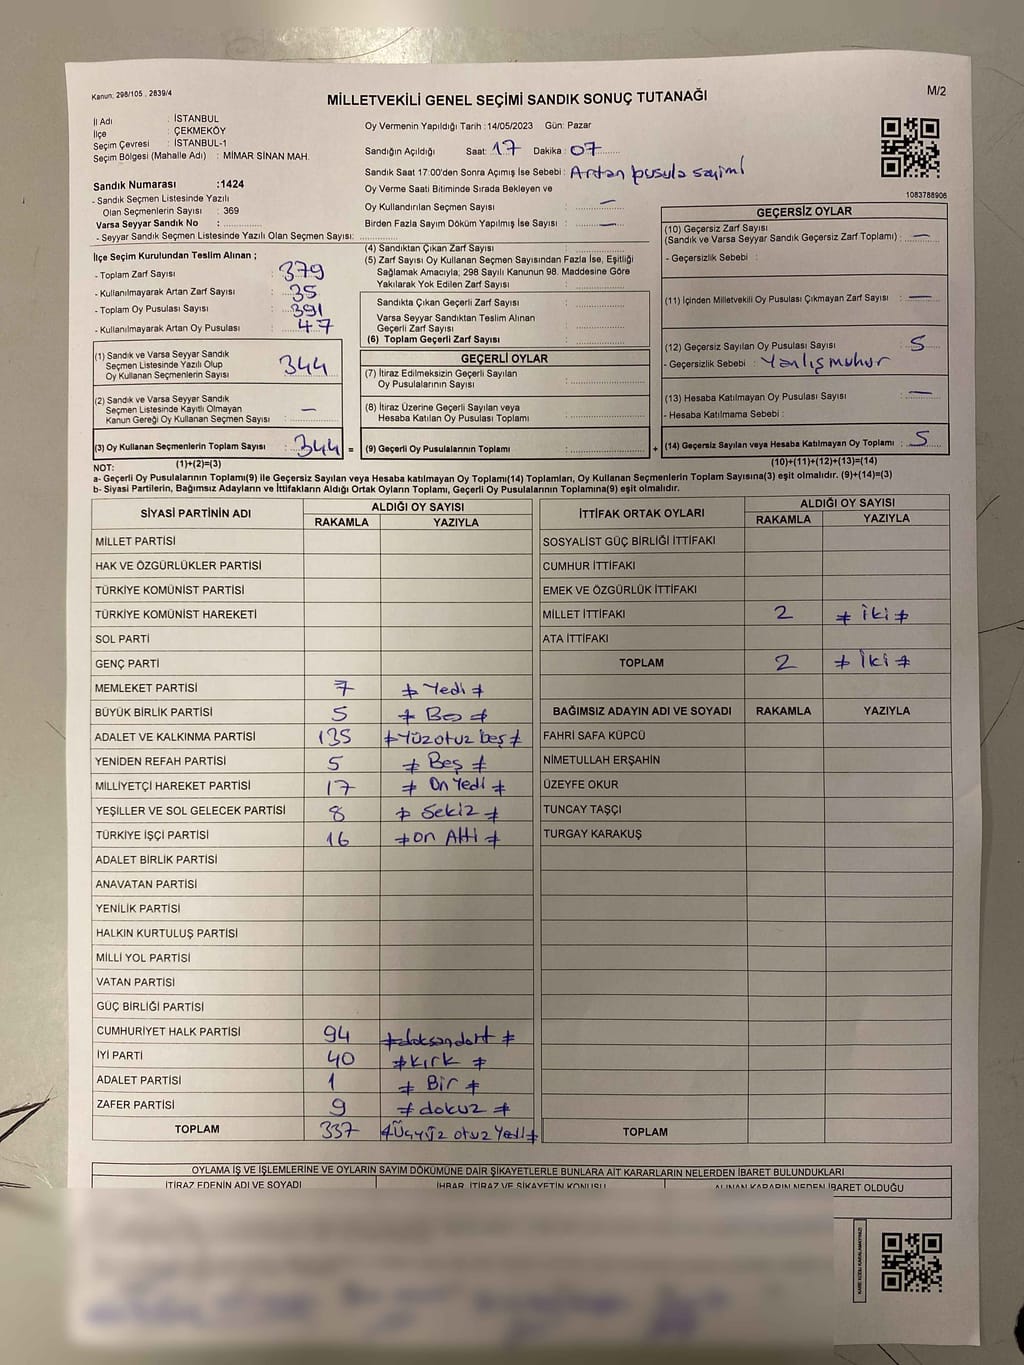 Kanun: 298/105 , 2839/4
MİLLETVEKİLİ GENEL SEÇİMİ SANDIK SONUÇ TUTANAĞI
M/2
İl Adı : İSTANBUL
İlçe : ÇEKMEKÖY
Seçim Çevresi : İSTANBUL-1
Seçim Bölgesi (Mahalle Adı) : MİMAR SİNAN MAH.
Oy Vermenin Yapıldığı Tarih : 14/05/2023 Gün: Pazar
Sandığın Açıldığı Saat: 17 Dakika : 07
Sandık Saat 17:00'den Sonra Açımış İse Sebebi : Artan pusula sayımı
1083788906
Sandık Numarası :1424
- Sandık Seçmen Listesinde Yazılı
Olan Seçmenlerin Sayısı : 369
Varsa Seyyar Sandık No :
- Seyyar Sandık Seçmen Listesinde Yazılı Olan Seçmen Sayısı:
Oy Verme Saati Bitiminde Sırada Bekleyen ve
Oy Kullandırılan Seçmen Sayısı : —
Birden Fazla Sayım Döküm Yapılmış İse Sayısı : —
İlçe Seçim Kurulundan Teslim Alınan ;
- Toplam Zarf Sayısı : 379
- Kullanılmayarak Artan Zarf Sayısı : 35
- Toplam Oy Pusulası Sayısı : 391
- Kullanılmayarak Artan Oy Pusulası : 47
(1) Sandık ve Varsa Seyyar Sandık
Seçmen Listesinde Yazılı Olup
Oy Kullanan Seçmenlerin Sayısı : 344
(2) Sandık ve Varsa Seyyar Sandık
Seçmen Listesinde Kayıtlı Olmayan
Kanun Gereği Oy Kullanan Seçmen Sayısı : —
(3) Oy Kullanan Seçmenlerin Toplam Sayısı : 344 =
(1)+(2)=(3)
(4) Sandıktan Çıkan Zarf Sayısı :
(5) Zarf Sayısı Oy Kullanan Seçmen Sayısından Fazla İse, Eşitliği
Sağlamak Amacıyla; 298 Sayılı Kanunun 98. Maddesine Göre
Yakılarak Yok Edilen Zarf Sayısı :
Sandıkta Çıkan Geçerli Zarf Sayısı :
Varsa Seyyar Sandıktan Teslim Alınan
Geçerli Zarf Sayısı :
(6) Toplam Geçerli Zarf Sayısı :
GEÇERLİ OYLAR
(7) İtiraz Edilmeksizin Geçerli Sayılan
Oy Pusulalarının Sayısı :
(8) İtiraz Üzerine Geçerli Sayılan veya
Hesaba Katılan Oy Pusulaları Toplamı :
(9) Geçerli Oy Pusulalarının Toplamı : +
GEÇERSİZ OYLAR
(10) Geçersiz Zarf Sayısı
(Sandık ve Varsa Seyyar Sandık Geçersiz Zarf Toplamı) : —
- Geçersizlik Sebebi :
(11) İçinden Milletvekili Oy Pusulası Çıkmayan Zarf Sayısı : —
(12) Geçersiz Sayılan Oy Pusulası Sayısı : 5
- Geçersizlik Sebebi : Yanlış muhur
(13) Hesaba Katılmayan Oy Pusulası Sayısı : —
- Hesaba Katılmama Sebebi :
(14) Geçersiz Sayılan veya Hesaba Katılmayan Oy Toplamı : 5
(10)+(11)+(12)+(13)=(14)
NOT:
a- Geçerli Oy Pusulalarının Toplamı(9) ile Geçersiz Sayılan veya Hesaba katılmayan Oy Toplamı(14) Toplamları, Oy Kullanan Seçmenlerin Toplam Sayısına(3) eşit olmalıdır. (9)+(14)=(3)
b- Siyasi Partilerin, Bağımsız Adayların ve İttifakların Aldığı Ortak Oyların Toplamı, Geçerli Oy Pusulalarının Toplamına(9) eşit olmalıdır.
SİYASİ PARTİNİN ADI ALDIĞI OY SAYISI
RAKAMLA YAZIYLA
MİLLET PARTİSİ
HAK VE ÖZGÜRLÜKLER PARTİSİ
TÜRKİYE KOMÜNİST PARTİSİ
TÜRKİYE KOMÜNİST HAREKETİ
SOL PARTİ
GENÇ PARTİ
MEMLEKET PARTİSİ 7 ≠ Yedi ≠
BÜYÜK BİRLİK PARTİSİ 5 ≠ Beş ≠
ADALET VE KALKINMA PARTİSİ 135 ≠ Yüzotuz beş ≠
YENİDEN REFAH PARTİSİ 5 ≠ Beş ≠
MİLLİYETÇİ HAREKET PARTİSİ 17 ≠ On Yedi ≠
YEŞİLLER VE SOL GELECEK PARTİSİ 8 ≠ Sekiz ≠
TÜRKİYE İŞÇİ PARTİSİ 16 ≠ on Altı ≠
ADALET BİRLİK PARTİSİ
ANAVATAN PARTİSİ
YENİLİK PARTİSİ
HALKIN KURTULUŞ PARTİSİ
MİLLİ YOL PARTİSİ
VATAN PARTİSİ
GÜÇ BİRLİĞİ PARTİSİ
CUMHURİYET HALK PARTİSİ 94 ≠ doksandört ≠
İYİ PARTİ 40 ≠ kırk ≠
ADALET PARTİSİ 1 ≠ Bir ≠
ZAFER PARTİSİ 9 ≠ dokuz ≠
TOPLAM 337 ≠ Üçyüz otuz Yedi ≠
İTTİFAK ORTAK OYLARI ALDIĞI OY SAYISI
RAKAMLA YAZIYLA
SOSYALİST GÜÇ BİRLİĞİ İTTİFAKI
CUMHUR İTTİFAKI
EMEK VE ÖZGÜRLÜK İTTİFAKI
MİLLET İTTİFAKI 2 ≠ İki ≠
ATA İTTİFAKI
TOPLAM 2 ≠ İki ≠
BAĞIMSIZ ADAYIN ADI VE SOYADI RAKAMLA YAZIYLA
FAHRİ SAFA KÜPCÜ
NİMETULLAH ERŞAHİN
ÜZEYFE OKUR
TUNCAY TAŞÇI
TURGAY KARAKUŞ
TOPLAM
OYLAMA İŞ VE İŞLEMLERİNE VE OYLARIN SAYIM DÖKÜMÜNE DAİR ŞİKAYETLERLE BUNLARA AİT KARARLARIN NELERDEN İBARET BULUNDUKLARI
İTİRAZ EDENİN ADI VE SOYADI İHBAR, İTİRAZ VE ŞİKAYETİN KONUSU ALINAN KARARIN NEDEN İBARET OLDUĞU